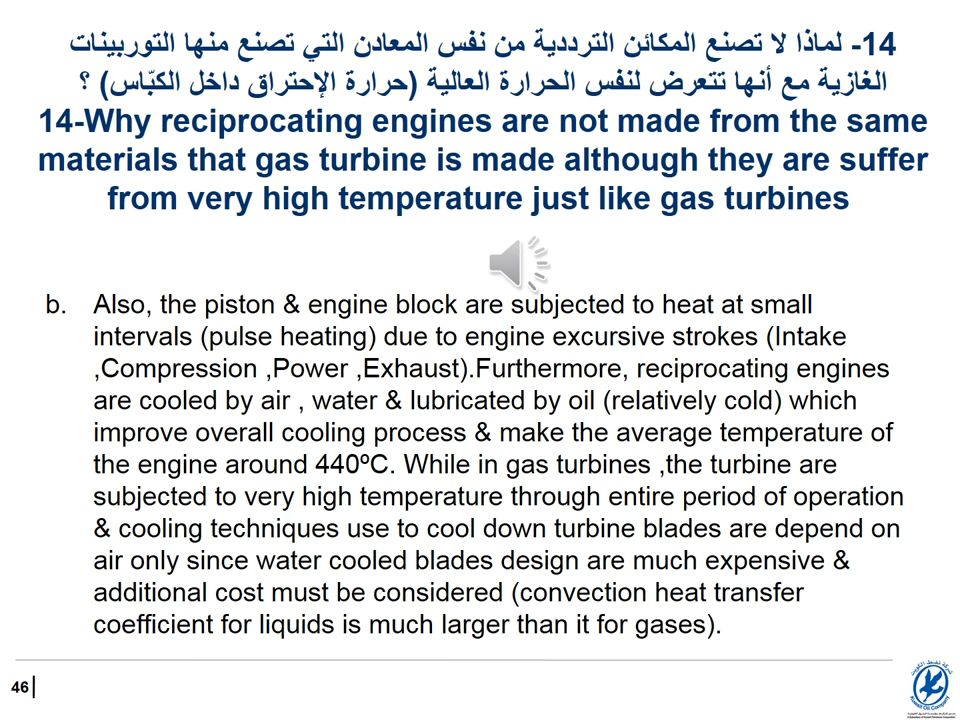 14- لماذا لا تصنع المكائن الترددية من نفس المعادن التي تصنع منها التوربينات
الغازية مع أنها تتعرض لنفس الحرارة العالية (حرارة الإحتراق داخل الكبّاس) ؟
14-Why reciprocating engines are not made from the same
materials that gas turbine is made although they are suffer
from very high temperature just like gas turbines
b. Also, the piston & engine block are subjected to heat at small
intervals (pulse heating) due to engine excursive strokes (Intake
,Compression ,Power ,Exhaust).Furthermore, reciprocating engines
are cooled by air , water & lubricated by oil (relatively cold) which
improve overall cooling process & make the average temperature of
the engine around 440ºC. While in gas turbines ,the turbine are
subjected to very high temperature through entire period of operation
& cooling techniques use to cool down turbine blades are depend on
air only since water cooled blades design are much expensive &
additional cost must be considered (convection heat transfer
coefficient for liquids is much larger than it for gases).
46
شركة نفط الكويت
Kuwait Oil Company